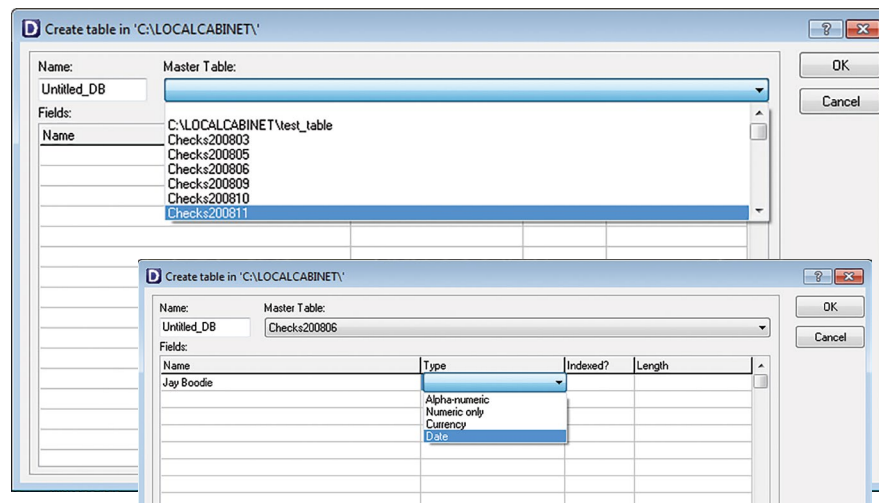 D Create table in 'C:\LOCALCABINET\'
Name: Master Table: OK
Untitled_DB Cancel
Fields:
Name
C:\LOCALCABINET\test_table
Checks200803
Checks200805
Checks200806
Checks200809
Checks200810
Checks200811
D Create table in 'C:\LOCALCABINET\'
Name: Master Table: OK
Untitled_DB Checks200806 Cancel
Fields:
Name Type Indexed? Length
Jay Boodie
Alpha-numeric
Numeric only
Currency
Date